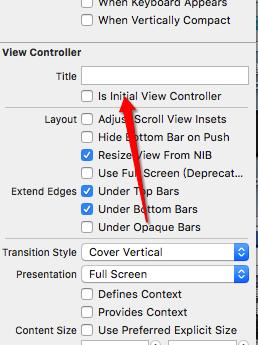 When Keyboard Appears
When Vertically Compact
View Controller
Title
Is Initial View Controller
Layout Adjust Scroll View Insets
Hide Bottom Bar on Push
Resize View From NIB
Use Full Screen (Deprecat...
Extend Edges Under Top Bars
Under Bottom Bars
Under Opaque Bars
Transition Style Cover Vertical
Presentation Full Screen
Defines Context
Provides Context
Content Size Use Preferred Explicit Size